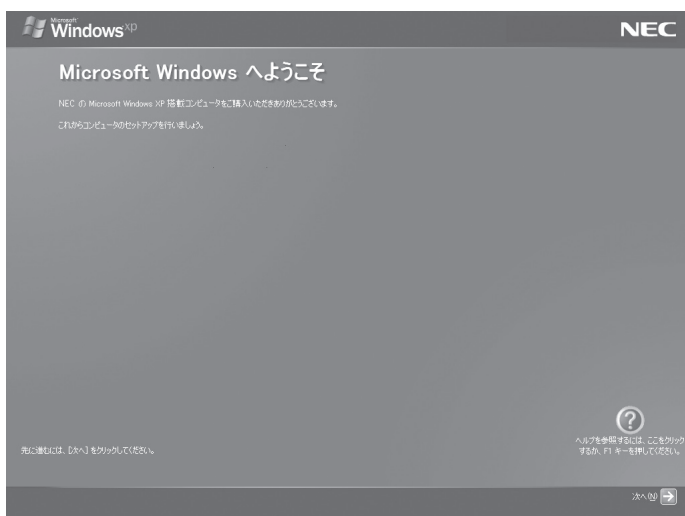 Microsoft
Windows xp
NEC
Microsoft Windows へようこそ
NEC の Microsoft Windows XP 搭載コンピュータをご購入いただきありがとうございます。
これからコンピュータのセットアップを行いましょう。
先に進むには、[次へ] をクリックしてください。
ヘルプを参照するには、ここをクリック
するか、F1 キーを押してください。
次へ(N)